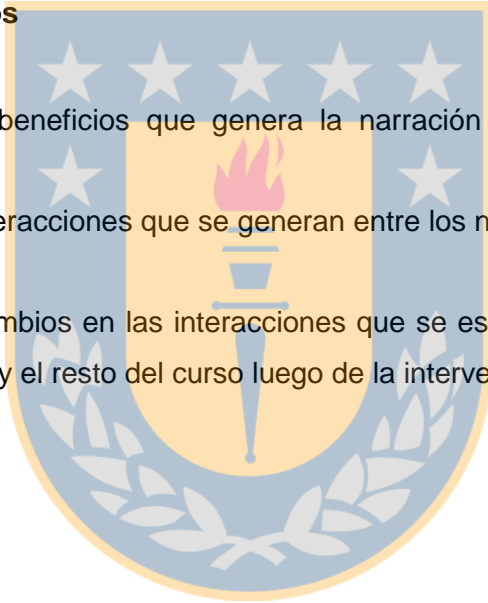 os
beneficios que genera la narración
eracciones que se generan entre los n
mbios en las interacciones que se es
y el resto del curso luego de la interve